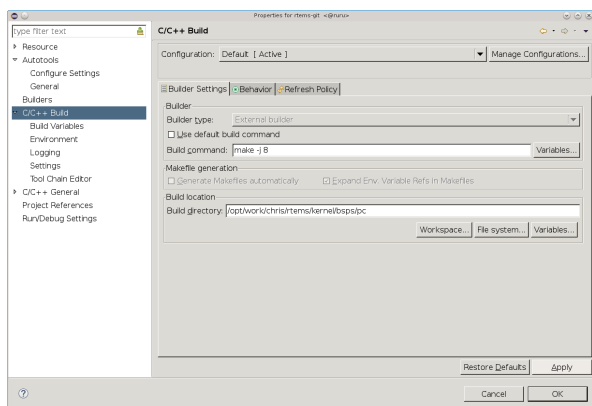 Properties for rtems-git <@ruru>
type filter text
Resource
Autotools
Configure Settings
General
Builders
C/C++ Build
Build Variables
Environment
Logging
Settings
Tool Chain Editor
C/C++ General
Project References
Run/Debug Settings
C/C++ Build
Configuration: Default [ Active ] Manage Configurations...
Builder Settings Behavior Refresh Policy
Builder
Builder type: External builder
Use default build command
Build command: make -j 8 Variables...
Makefile generation
Generate Makefiles automatically Expand Env. Variable Refs in Makefiles
Build location
Build directory: /opt/work/chris/rtems/kernel/bsps/pc
Workspace... File system... Variables...
Restore Defaults Apply
Cancel OK